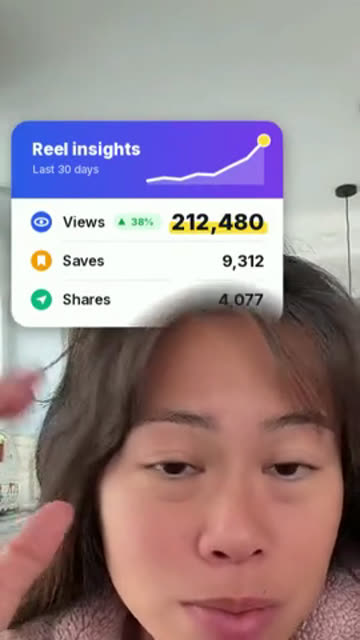 Reel insights
Last 30 days
Views ▲ 38% 212,480
Saves 9,312
Shares 4,077